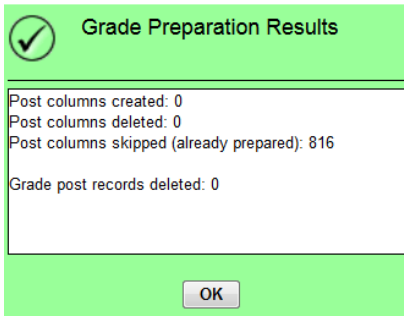 Grade Preparation Results
Post columns created: 0
Post columns deleted: 0
Post columns skipped (already prepared): 816
Grade post records deleted: 0
OK